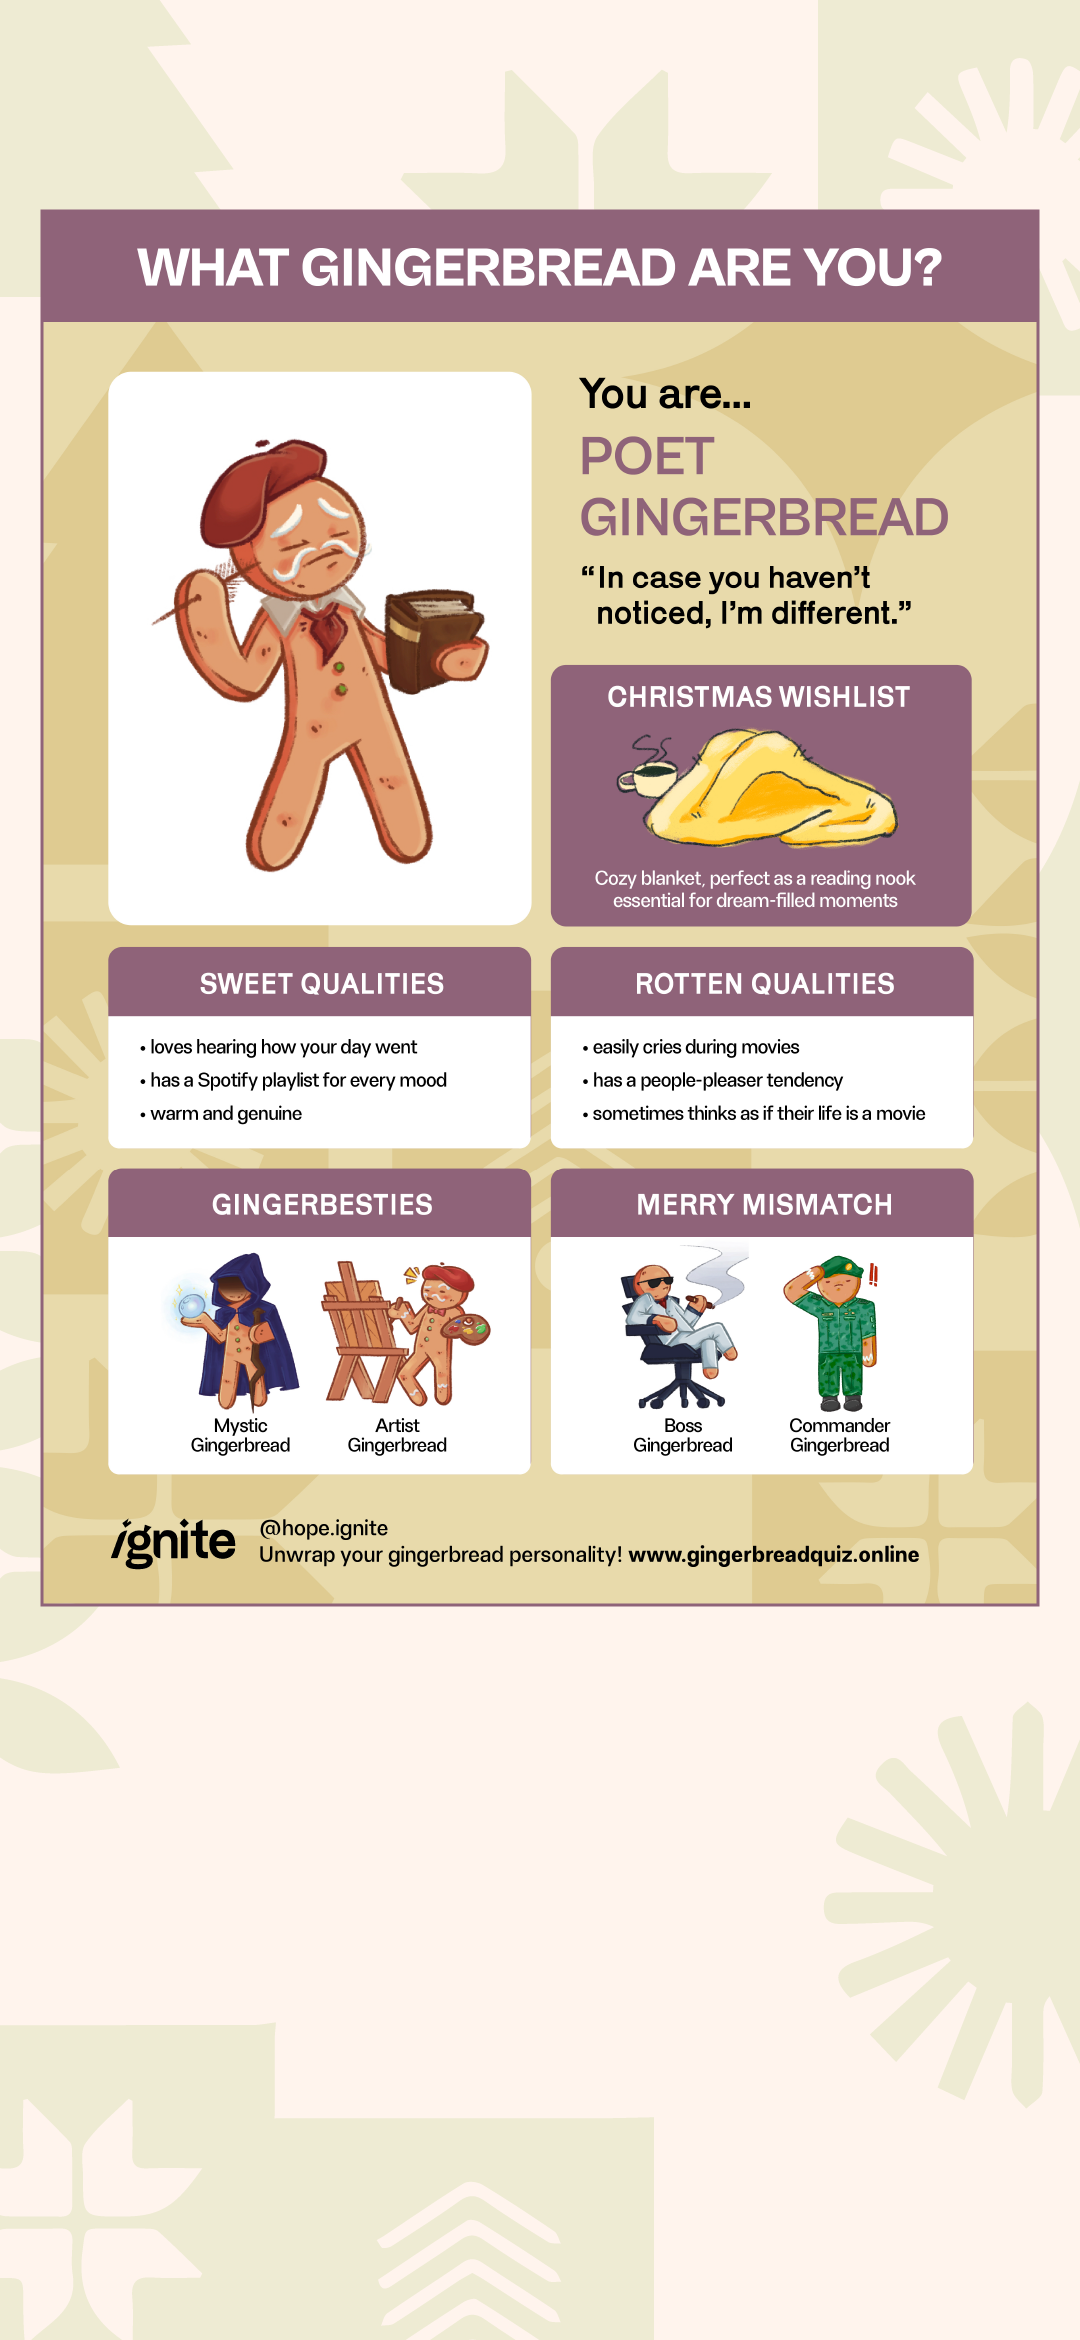 WHAT GINGERBREAD ARE YOU?
You are...
POET
GINGERBREAD
“In case you haven’t
noticed, I’m different.”
CHRISTMAS WISHLIST
Cozy blanket, perfect as a reading nook
essential for dream-filled moments
SWEET QUALITIES
• loves hearing how your day went
• has a Spotify playlist for every mood
• warm and genuine
ROTTEN QUALITIES
• easily cries during movies
• has a people-pleaser tendency
• sometimes thinks as if their life is a movie
GINGERBESTIES
Mystic
Gingerbread
Artist
Gingerbread
MERRY MISMATCH
!!
Boss
Gingerbread
Commander
Gingerbread
ignite
@hope.ignite
Unwrap your gingerbread personality! www.gingerbreadquiz.online